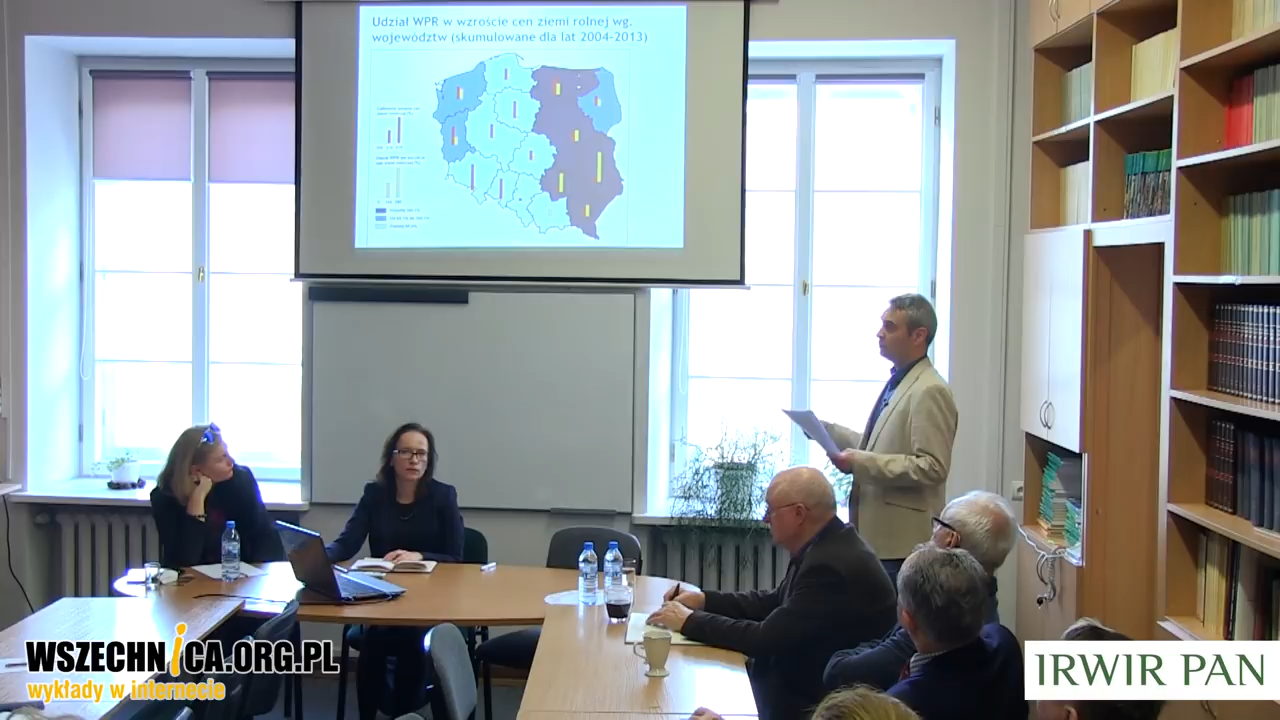 Udział WPR w wzroście cen ziemi rolnej wg.
województw (skumulowane dla lat 2004-2013)
WSZECHNICA.ORG.PL
wykłady w internecie
IRWIR PAN